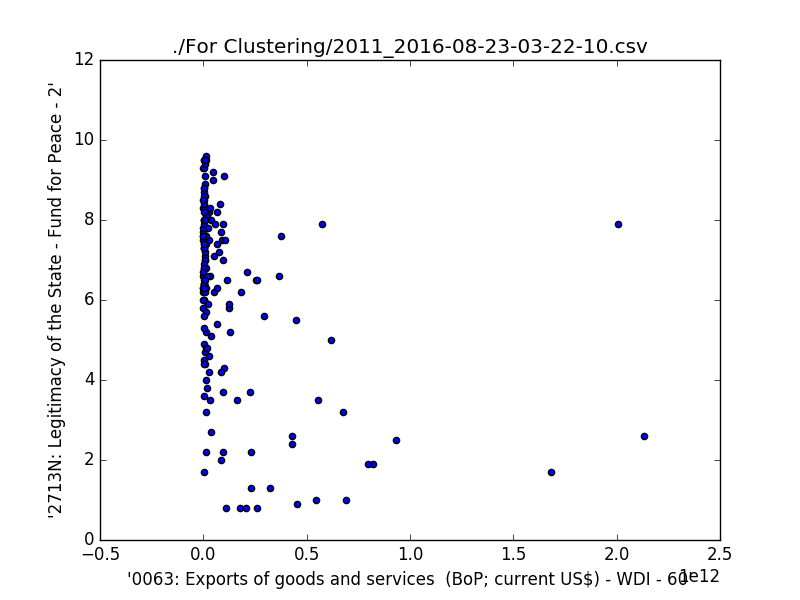 ./For Clustering/2011_2016-08-23-03-22-10.csv
'2713N: Legitimacy of the State - Fund for Peace - 2'
12
10
8
6
4
2
0
−0.5 0.0 0.5 1.0 1.5 2.0 2.5
1e12
'0063: Exports of goods and services (BoP; current US$) - WDI - 60'